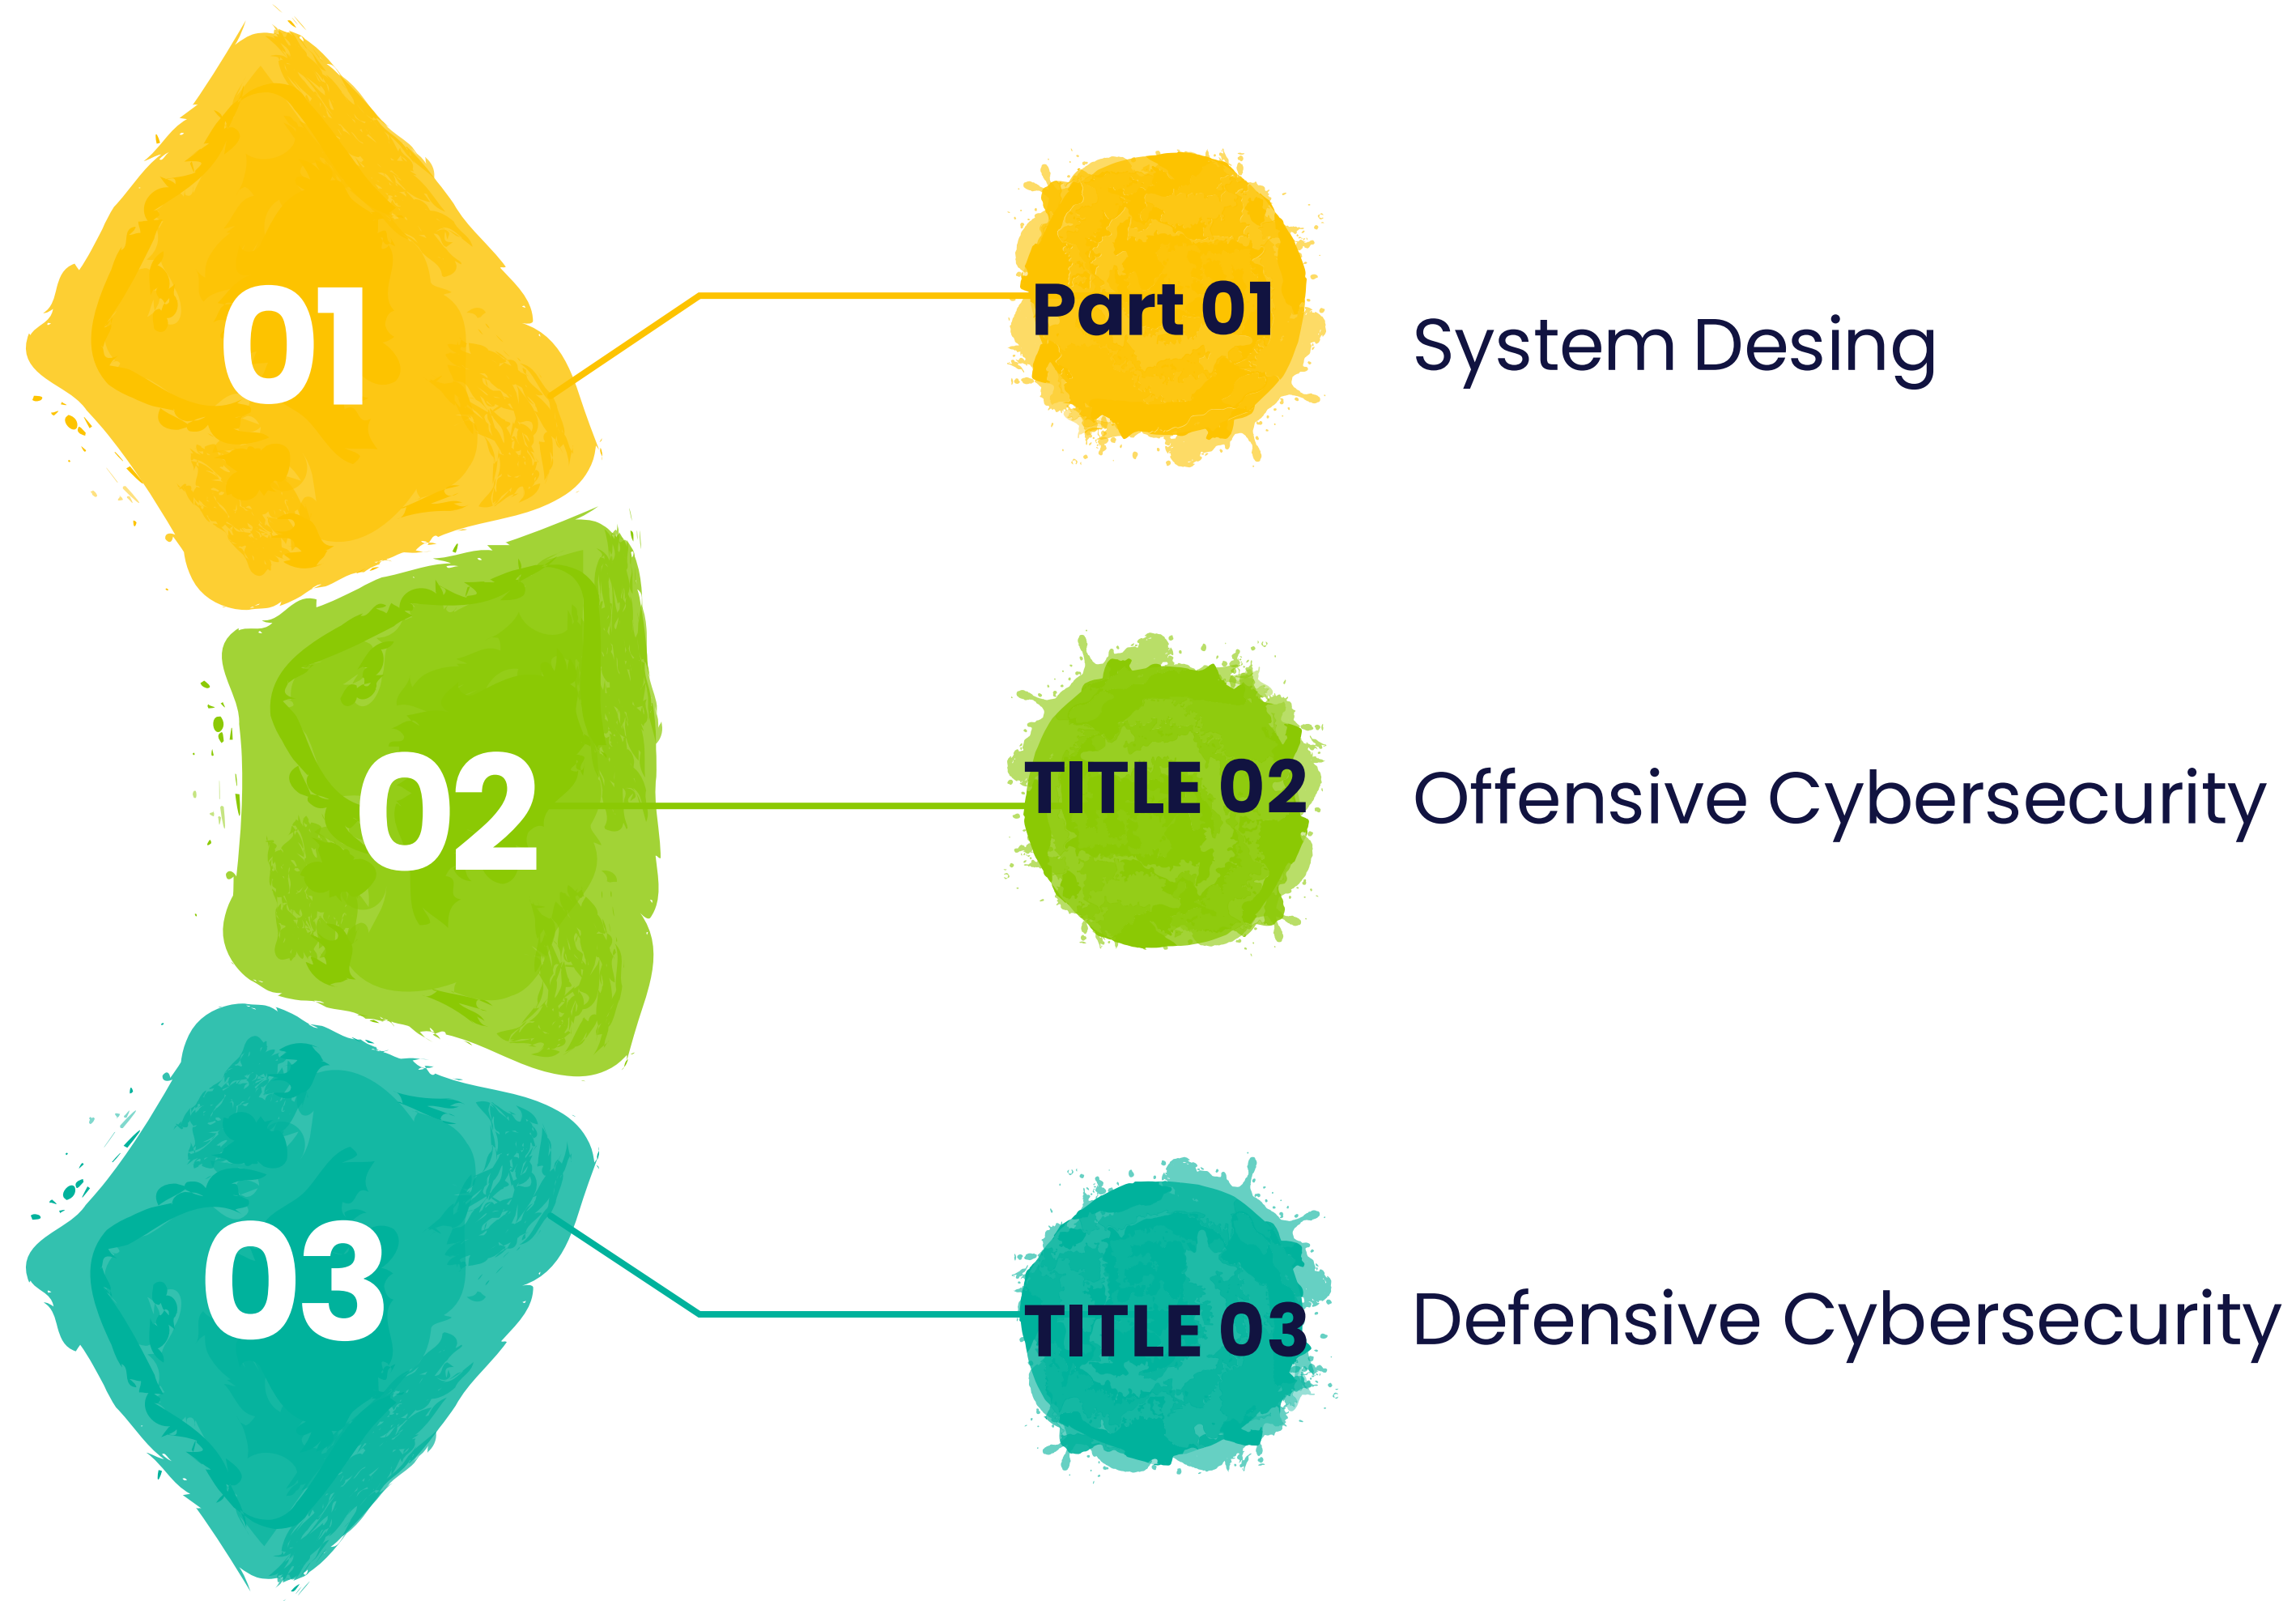 01
Part 01
System Desing
02
TITLE 02
Offensive Cybersecurity
03
TITLE 03
Defensive Cybersecurity